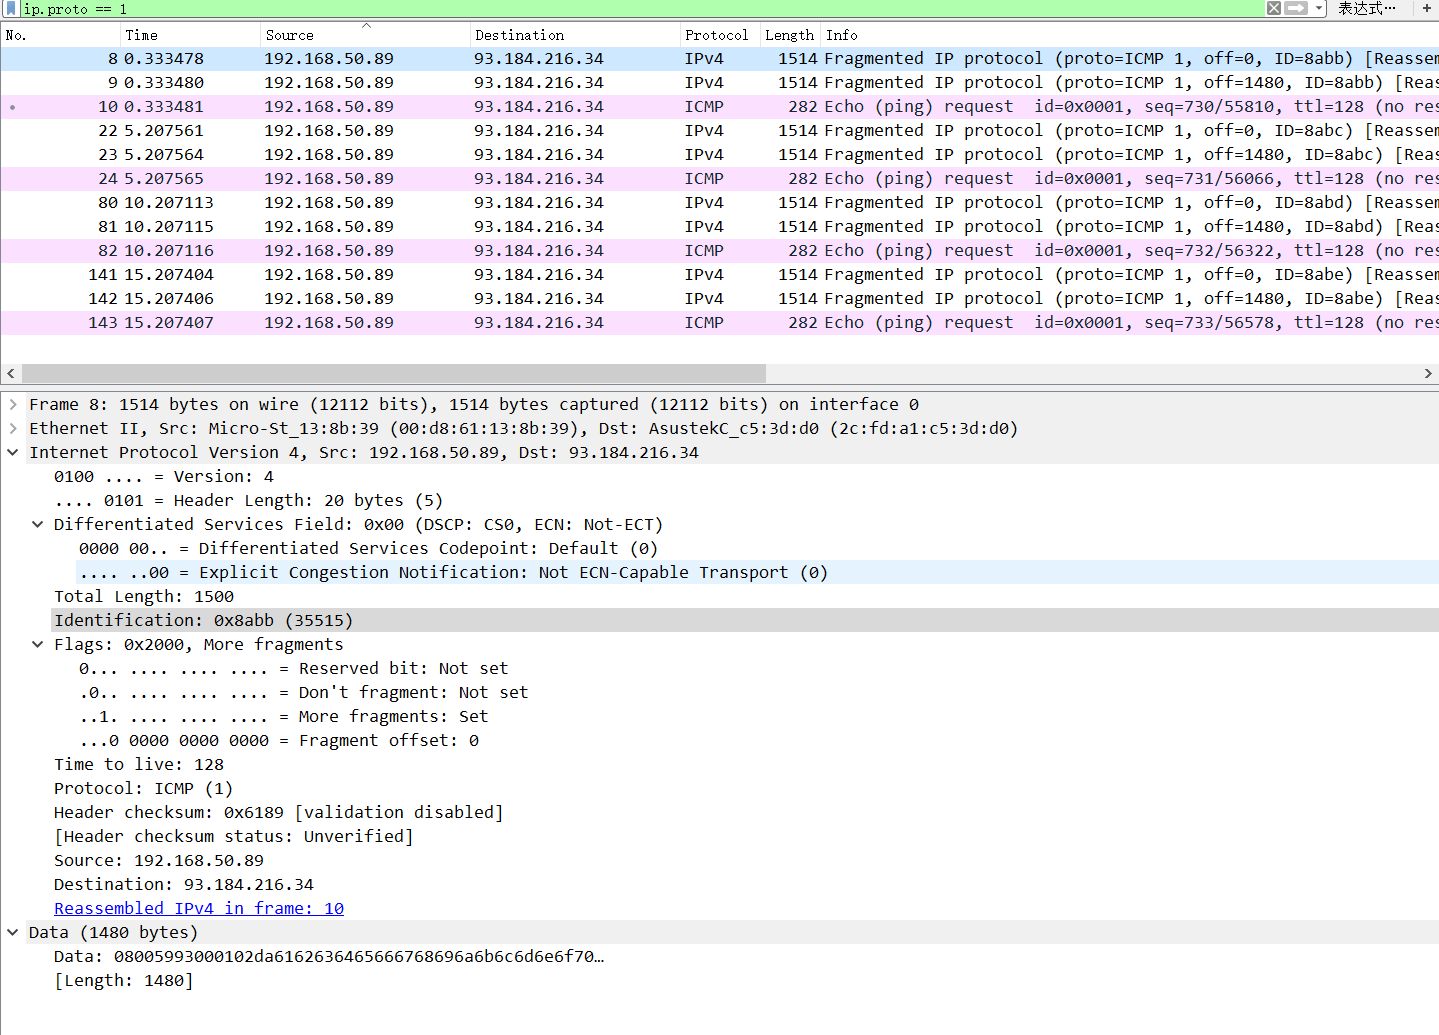 ip.proto == 1 表达式… +
No. Time Source Destination Protocol Length Info
8 0.333478 192.168.50.89 93.184.216.34 IPv4 1514 Fragmented IP protocol (proto=ICMP 1, off=0, ID=8abb) [Reassem
9 0.333480 192.168.50.89 93.184.216.34 IPv4 1514 Fragmented IP protocol (proto=ICMP 1, off=1480, ID=8abb) [Reas
10 0.333481 192.168.50.89 93.184.216.34 ICMP 282 Echo (ping) request id=0x0001, seq=730/55810, ttl=128 (no res
22 5.207561 192.168.50.89 93.184.216.34 IPv4 1514 Fragmented IP protocol (proto=ICMP 1, off=0, ID=8abc) [Reassem
23 5.207564 192.168.50.89 93.184.216.34 IPv4 1514 Fragmented IP protocol (proto=ICMP 1, off=1480, ID=8abc) [Reas
24 5.207565 192.168.50.89 93.184.216.34 ICMP 282 Echo (ping) request id=0x0001, seq=731/56066, ttl=128 (no res
80 10.207113 192.168.50.89 93.184.216.34 IPv4 1514 Fragmented IP protocol (proto=ICMP 1, off=0, ID=8abd) [Reassem
81 10.207115 192.168.50.89 93.184.216.34 IPv4 1514 Fragmented IP protocol (proto=ICMP 1, off=1480, ID=8abd) [Reas
82 10.207116 192.168.50.89 93.184.216.34 ICMP 282 Echo (ping) request id=0x0001, seq=732/56322, ttl=128 (no res
141 15.207404 192.168.50.89 93.184.216.34 IPv4 1514 Fragmented IP protocol (proto=ICMP 1, off=0, ID=8abe) [Reassem
142 15.207406 192.168.50.89 93.184.216.34 IPv4 1514 Fragmented IP protocol (proto=ICMP 1, off=1480, ID=8abe) [Reas
143 15.207407 192.168.50.89 93.184.216.34 ICMP 282 Echo (ping) request id=0x0001, seq=733/56578, ttl=128 (no res
Frame 8: 1514 bytes on wire (12112 bits), 1514 bytes captured (12112 bits) on interface 0
Ethernet II, Src: Micro-St_13:8b:39 (00:d8:61:13:8b:39), Dst: AsustekC_c5:3d:d0 (2c:fd:a1:c5:3d:d0)
Internet Protocol Version 4, Src: 192.168.50.89, Dst: 93.184.216.34
0100 .... = Version: 4
.... 0101 = Header Length: 20 bytes (5)
Differentiated Services Field: 0x00 (DSCP: CS0, ECN: Not-ECT)
0000 00.. = Differentiated Services Codepoint: Default (0)
.... ..00 = Explicit Congestion Notification: Not ECN-Capable Transport (0)
Total Length: 1500
Identification: 0x8abb (35515)
Flags: 0x2000, More fragments
0... .... .... .... = Reserved bit: Not set
.0.. .... .... .... = Don't fragment: Not set
..1. .... .... .... = More fragments: Set
...0 0000 0000 0000 = Fragment offset: 0
Time to live: 128
Protocol: ICMP (1)
Header checksum: 0x6189 [validation disabled]
[Header checksum status: Unverified]
Source: 192.168.50.89
Destination: 93.184.216.34
Reassembled IPv4 in frame: 10
Data (1480 bytes)
Data: 08005993000102da6162636465666768696a6b6c6d6e6f70…
[Length: 1480]